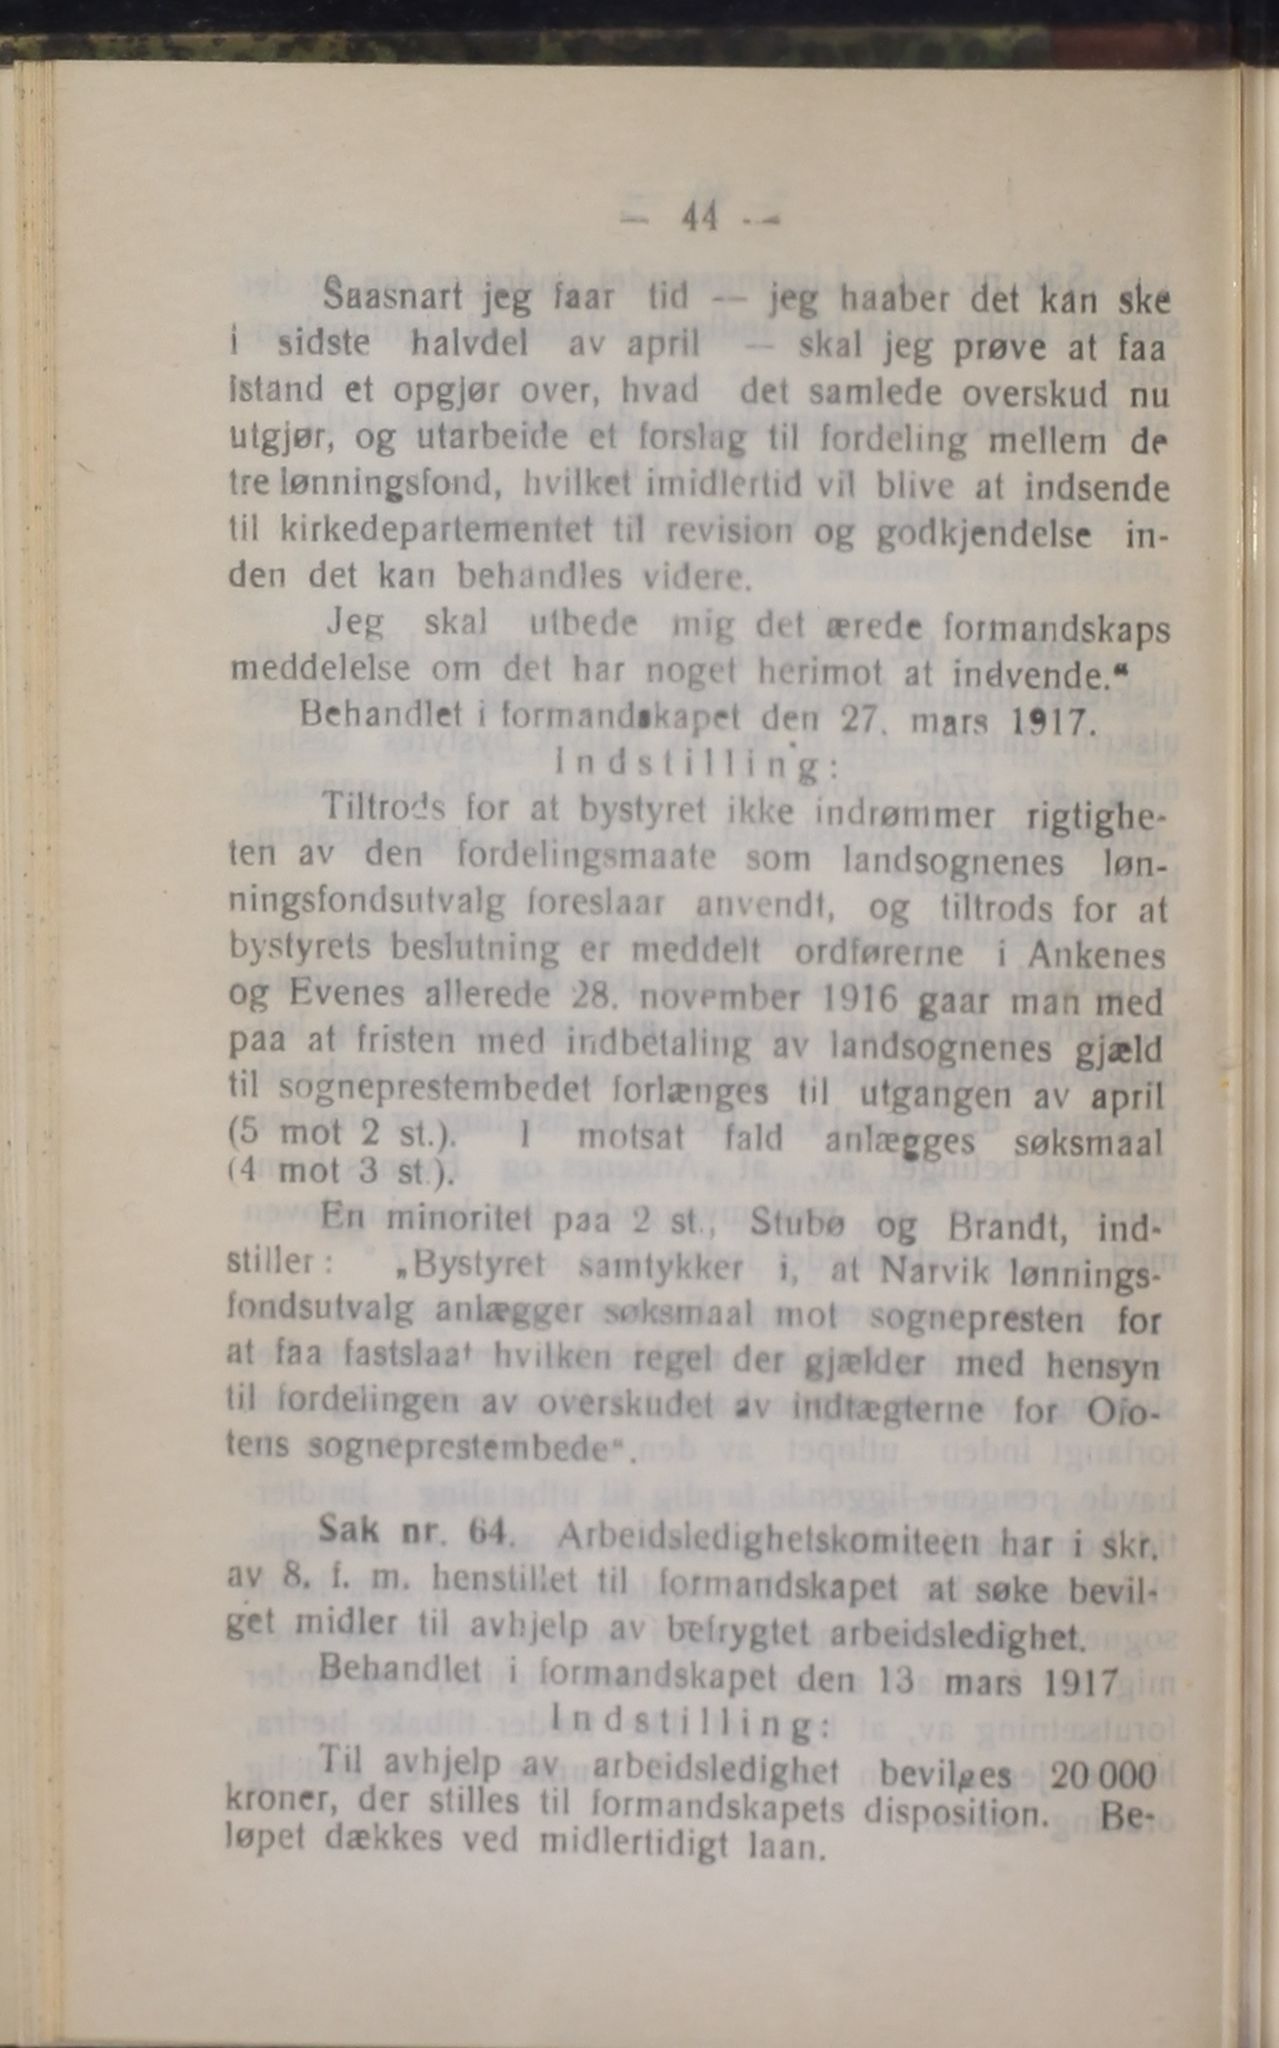 — 44 —
Saasnart jeg faar tid — jeg haaber det kan ske
i sidste halvdel av april — skal jeg prøve at faa
istand et opgjør over, hvad det samlede overskud nu
utgjør, og utarbeide et forslag til fordeling mellem de
tre lønningsfond, hvilket imidlertid vil blive at indsende
til kirkedepartementet til revision og godkjendelse in-
den det kan behandles videre.
Jeg skal utbede mig det ærede formandskaps
meddelelse om det har noget herimot at indvende.“
Behandlet i formandskapet den 27. mars 1917.
Indstilling:
Tiltrods for at bystyret ikke indrømmer rigtighe-
ten av den fordelingsmaate som landsognenes løn-
ningsfondsutvalg foreslaar anvendt, og tiltrods for at
bystyrets beslutning er meddelt ordførerne i Ankenes
og Evenes allerede 28. november 1916 gaar man med
paa at fristen med indbetaling av landsognenes gjæld
til sogneprestembedet forlænges til utgangen av april
(5 mot 2 st.). I motsat fald anlægges søksmaal
(4 mot 3 st.).
En minoritet paa 2 st., Stubø og Brandt, ind-
stiller: „Bystyret samtykker i, at Narvik lønnings-
fondsutvalg anlægger søksmaal mot sognepresten for
at faa fastslaat hvilken regel der gjælder med hensyn
til fordelingen av overskudet av indtægterne for Ofo-
tens sogneprestembede“.
Sak nr. 64. Arbeidsledighetskomiteen har i skr.
av 8. f. m. henstillet til formandskapet at søke bevil-
get midler til avhjelp av befrygtet arbeidsledighet.
Behandlet i formandskapet den 13 mars 1917
Indstilling:
Til avhjelp av arbeidsledighet bevilges 20 000
kroner, der stilles til formandskapets disposition. Be-
løpet dækkes ved midlertidigt laan.